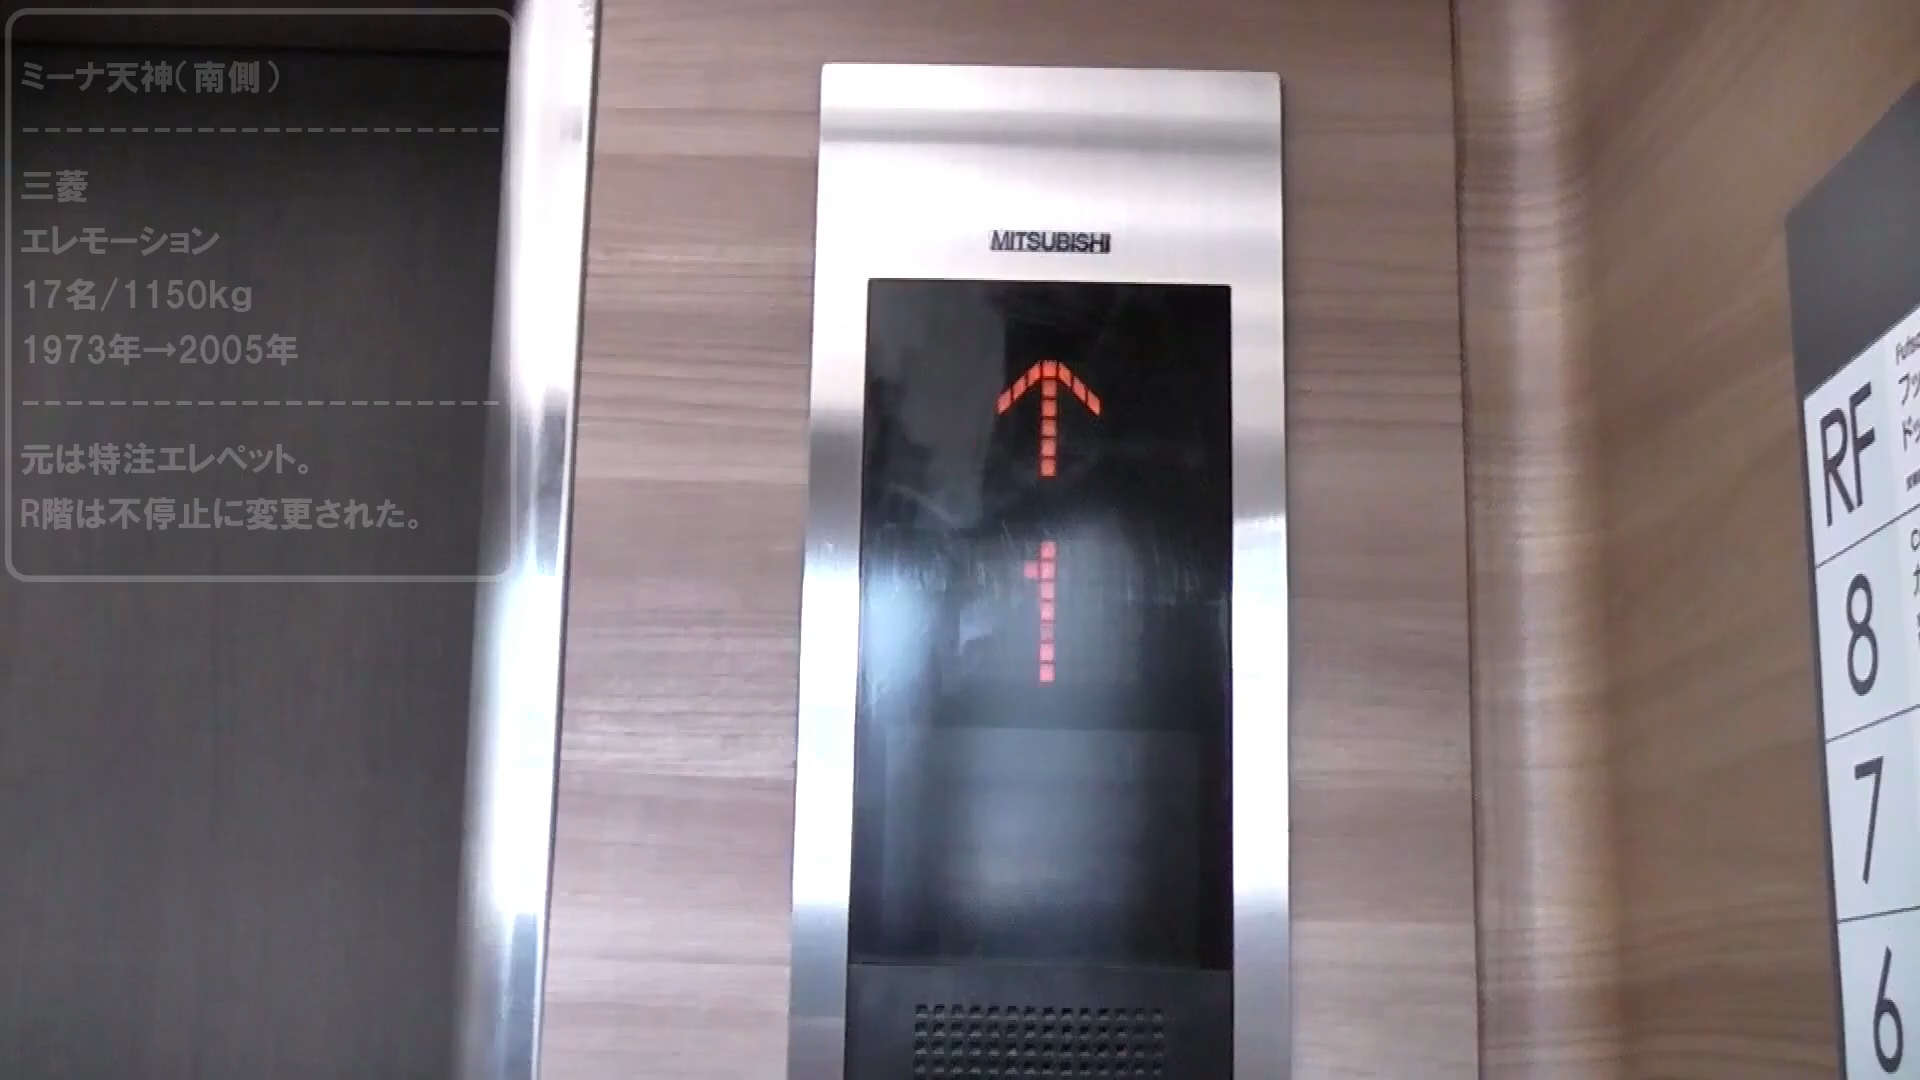 ミーナ天神(南側)
三菱
エレモーション
17名/1150kg
1973年→2005年
元は特注エレペット。
R階は不停止に変更された。
MITSUBISHI
1
RF
8
7
6